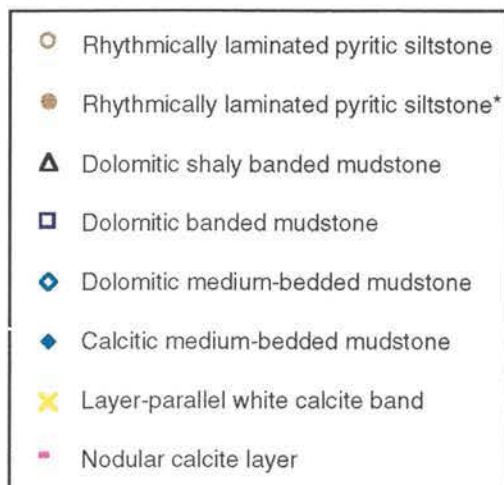 Rhythmically laminated pyritic siltstone
Rhythmically laminated pyritic siltstone*
Dolomitic shaly banded mudstone
Dolomitic banded mudstone
Dolomitic medium-bedded mudstone
Calcitic medium-bedded mudstone
Layer-parallel white calcite band
Nodular calcite layer